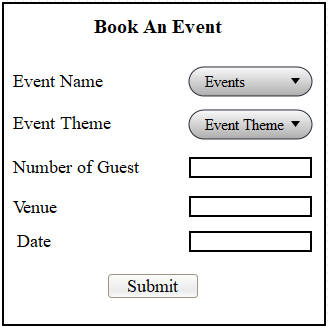 Book An Event
Event Name Events
Event Theme Event Theme
Number of Guest
Venue
Date
Submit